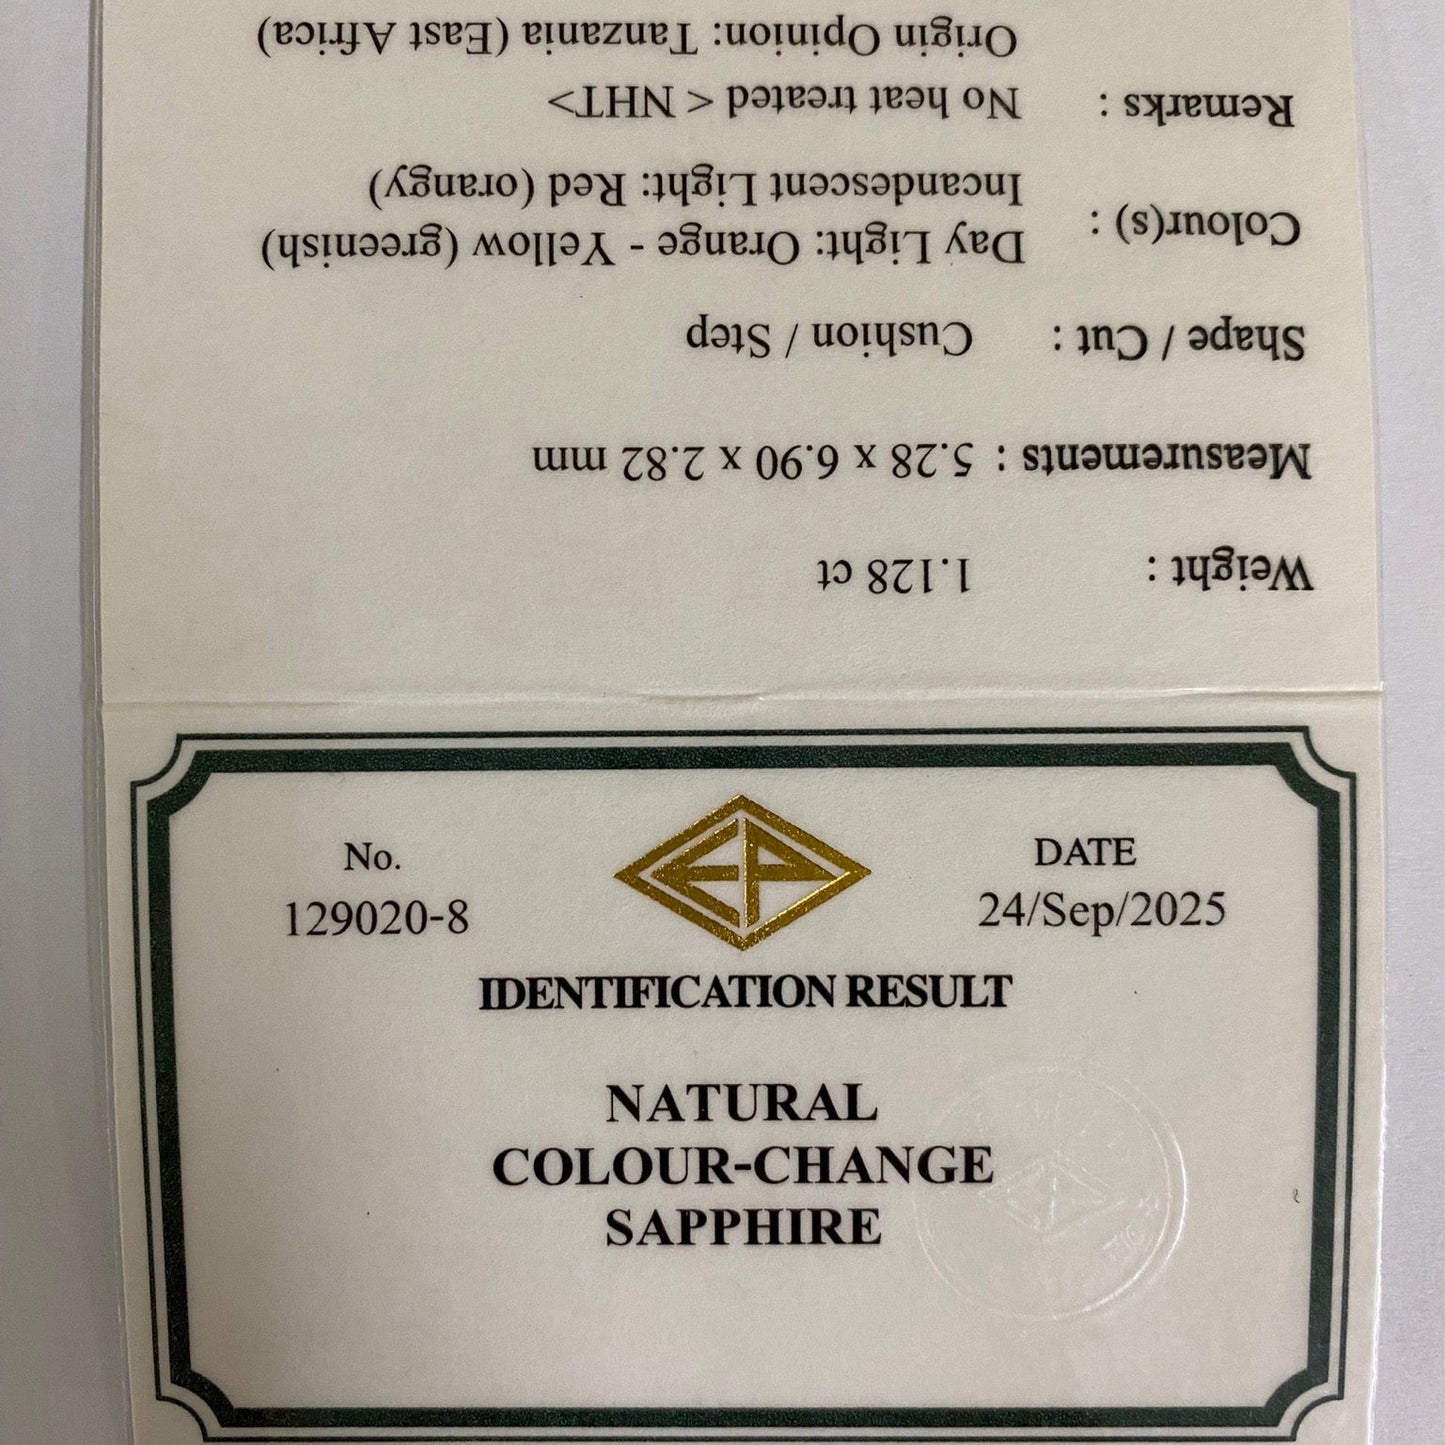 No.
129020-8
EP
DATE
24/Sep/2025
IDENTIFICATION RESULT
NATURAL
COLOUR-CHANGE
SAPPHIRE
Weight : 1.128 ct
Measurements : 5.28 x 6.90 x 2.82 mm
Shape / Cut : Cushion / Step
Colour(s) : Day Light: Orange - Yellow (greenish)
Incandescent Light: Red (orangy)
Remarks : No heat treated < NHT>
Origin Opinion: Tanzania (East Africa)